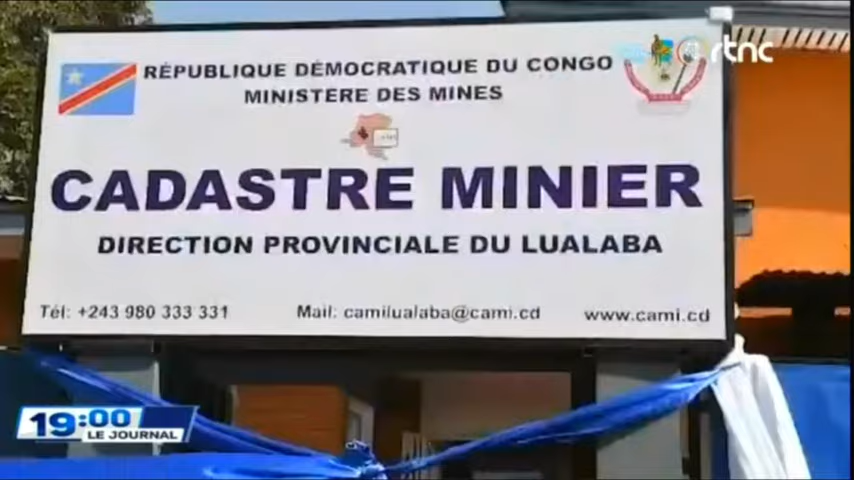 rtnc
RÉPUBLIQUE DÉMOCRATIQUE DU CONGO
MINISTÈRE DES MINES
CADASTRE MINIER
DIRECTION PROVINCIALE DU LUALABA
Tél: +243 980 333 331 Mail: camilualaba@cami.cd www.cami.cd
19:00
LE JOURNAL